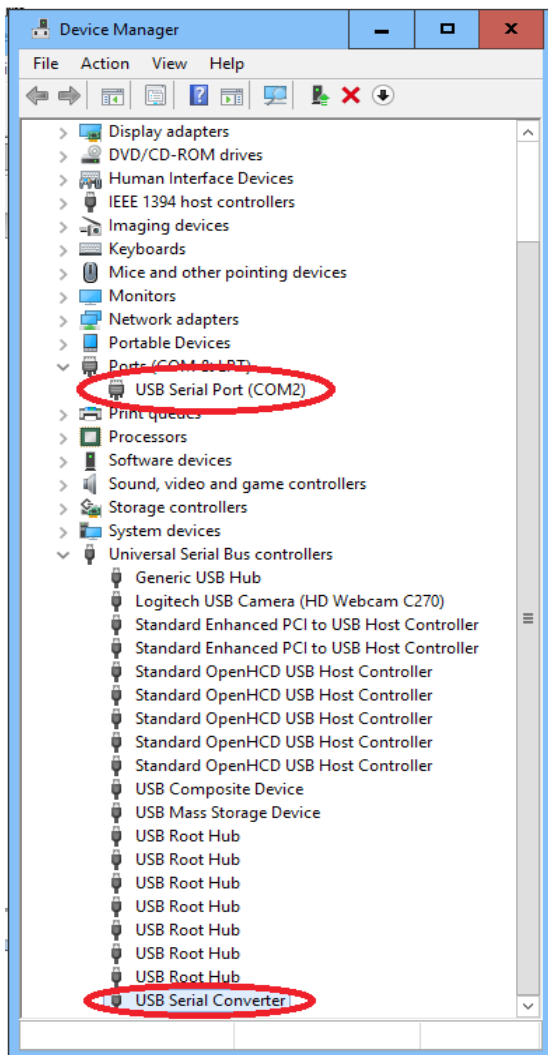 Device Manager
File Action View Help
Display adapters
DVD/CD-ROM drives
Human Interface Devices
IEEE 1394 host controllers
Imaging devices
Keyboards
Mice and other pointing devices
Monitors
Network adapters
Portable Devices
Ports (COM & LPT)
USB Serial Port (COM2)
Print queues
Processors
Software devices
Sound, video and game controllers
Storage controllers
System devices
Universal Serial Bus controllers
Generic USB Hub
Logitech USB Camera (HD Webcam C270)
Standard Enhanced PCI to USB Host Controller
Standard Enhanced PCI to USB Host Controller
Standard OpenHCD USB Host Controller
Standard OpenHCD USB Host Controller
Standard OpenHCD USB Host Controller
Standard OpenHCD USB Host Controller
Standard OpenHCD USB Host Controller
USB Composite Device
USB Mass Storage Device
USB Root Hub
USB Root Hub
USB Root Hub
USB Root Hub
USB Root Hub
USB Root Hub
USB Root Hub
USB Serial Converter